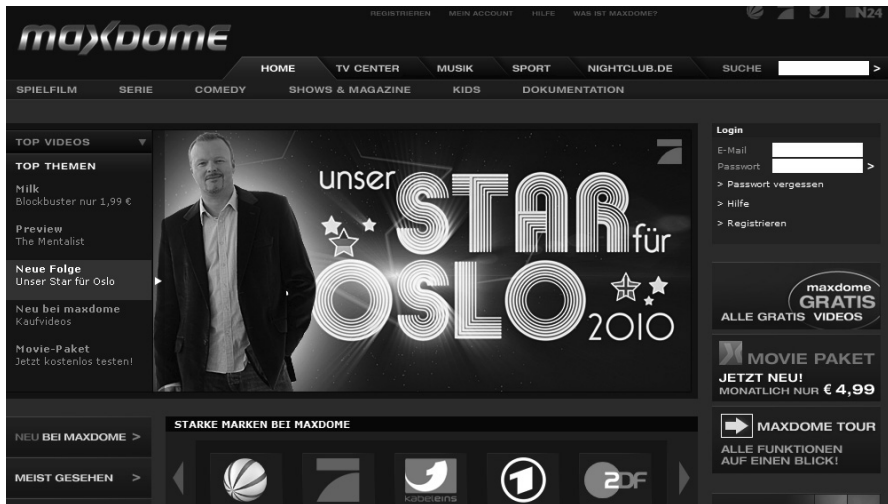 REGISTRIEREN MEIN ACCOUNT HILFE WAS IST MAXDOME?
N24
maxdome
HOME TV CENTER MUSIK SPORT NIGHTCLUB.DE SUCHE >
SPIELFILM SERIE COMEDY SHOWS & MAGAZINE KIDS DOKUMENTATION
TOP VIDEOS
TOP THEMEN
Milk
Blockbuster nur 1,99 €
Preview
The Mentalist
Neue Folge
Unser Star für Oslo
Neu bei maxdome
Kaufvideos
Movie-Paket
Jetzt kostenlos testen!
unser
STAR
für
OSLO
2010
Login
E-Mail
Passwort >
> Passwort vergessen
> Hilfe
> Registrieren
maxdome
GRATIS
ALLE GRATIS VIDEOS
MOVIE PAKET
JETZT NEU!
MONATLICH NUR € 4,99
MAXDOME TOUR
ALLE FUNKTIONEN
AUF EINEN BLICK!
NEU BEI MAXDOME >
MEIST GESEHEN >
STARKE MARKEN BEI MAXDOME
kabeleins
1
2DF